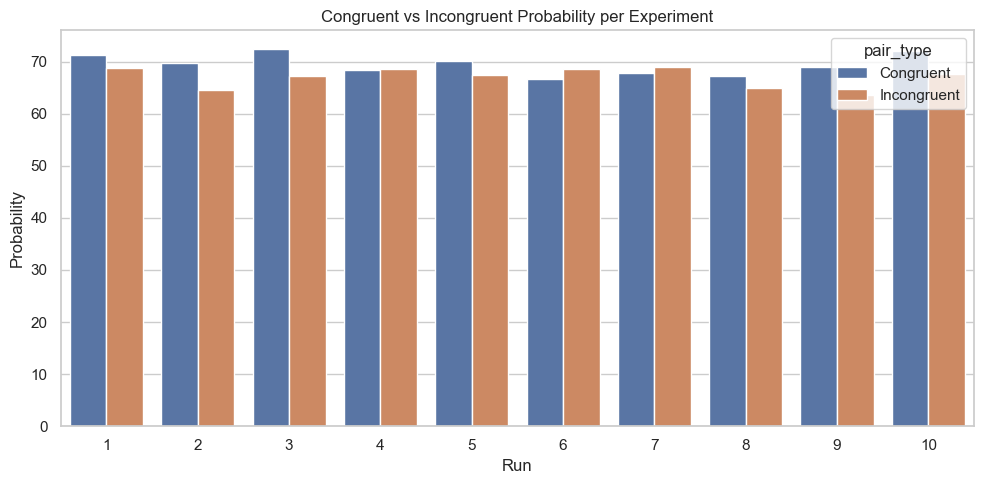 Congruent vs Incongruent Probability per Experiment
pair_type
Congruent
Incongruent
Probability
70
60
50
40
30
20
10
0
1 2 3 4 5 6 7 8 9 10
Run